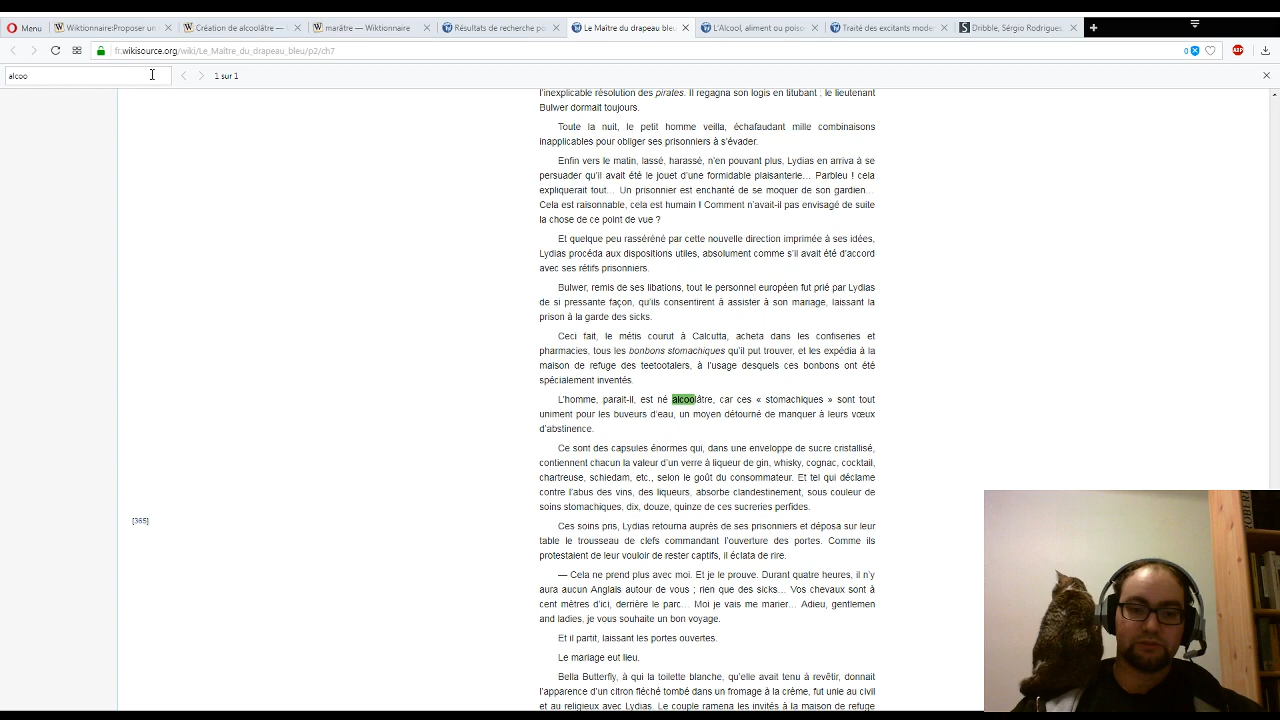 Menu
Wiktionnaire:Proposer un
Création de alcoolâtre —
marâtre — Wiktionnaire
Résultats de recherche po
Le Maître du drapeau bleu
L'Alcool, aliment ou poiso
Traité des excitants mode
Dribble, Sérgio Rodrigues
fr.wikisource.org/wiki/Le_Maître_du_drapeau_bleu/p2/ch7
0
ABP
alcoo
1 sur 1
l'inexplicable résolution des pirates. Il regagna son logis en titubant ; le lieutenant
Bulwer dormait toujours.
Toute la nuit, le petit homme veilla, échafaudant mille combinaisons
inapplicables pour obliger ses prisonniers à s'évader.
Enfin vers le matin, lassé, harassé, n'en pouvant plus, Lydias en arriva à se
persuader qu'il avait été le jouet d'une formidable plaisanterie… Parbleu ! cela
expliquerait tout… Un prisonnier est enchanté de se moquer de son gardien…
Cela est raisonnable, cela est humain ! Comment n'avait-il pas envisagé de suite
la chose de ce point de vue ?
Et quelque peu rasséréné par cette nouvelle direction imprimée à ses idées,
Lydias procéda aux dispositions utiles, absolument comme s'il avait été d'accord
avec ses rétifs prisonniers.
Bulwer, remis de ses libations, tout le personnel européen fut prié par Lydias
de si pressante façon, qu'ils consentirent à assister à son mariage, laissant la
prison à la garde des sicks.
Ceci fait, le métis courut à Calcutta, acheta dans les confiseries et
pharmacies, tous les bonbons stomachiques qu'il put trouver, et les expédia à la
maison de refuge des teetotalers, à l'usage desquels ces bonbons ont été
spécialement inventés.
L'homme, parait-il, est né alcoolâtre, car ces « stomachiques » sont tout
uniment pour les buveurs d'eau, un moyen détourné de manquer à leurs vœux
d'abstinence.
Ce sont des capsules énormes qui, dans une enveloppe de sucre cristallisé,
contiennent chacun la valeur d'un verre à liqueur de gin, whisky, cognac, cocktail,
chartreuse, schiedam, etc., selon le goût du consommateur. Et tel qui déclame
contre l'abus des vins, des liqueurs, absorbe clandestinement, sous couleur de
soins stomachiques, dix, douze, quinze de ces sucreries perfides.
[365]
Ces soins pris, Lydias retourna auprès de ses prisonniers et déposa sur leur
table le trousseau de clefs commandant l'ouverture des portes. Comme ils
protestaient de leur vouloir de rester captifs, il éclata de rire.
— Cela ne prend plus avec moi. Et je le prouve. Durant quatre heures, il n'y
aura aucun Anglais autour de vous ; rien que des sicks… Vos chevaux sont à
cent mètres d'ici, derrière le parc… Moi je vais me marier… Adieu, gentlemen
and ladies, je vous souhaite un bon voyage.
Et il partit, laissant les portes ouvertes.
Le mariage eut lieu.
Bella Butterfly, à qui la toilette blanche, qu'elle avait tenu à revêtir, donnait
l'apparence d'un citron fléché tombé dans un fromage à la crème, fut unie au civil
et au religieux avec Lydias. Le couple ramena les invités à la maison de refuge